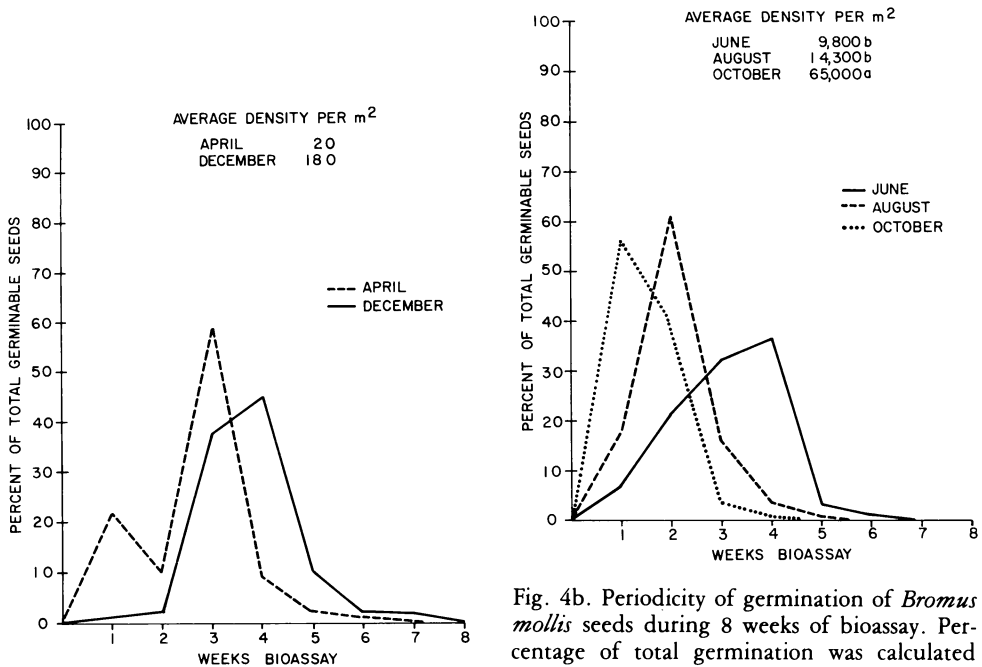 AVERAGE DENSITY PER m²
APRIL 20
DECEMBER 180
PERCENT OF TOTAL GERMINABLE SEEDS
100
90
80
70
60
50
40
30
20
10
0
APRIL
DECEMBER
1 2 3 4 5 6 7 8
WEEKS BIOASSAY
AVERAGE DENSITY PER m²
JUNE 9,800b
AUGUST 14,300b
OCTOBER 65,000a
PERCENT OF TOTAL GERMINABLE SEEDS
100
90
80
70
60
50
40
30
20
10
0
JUNE
AUGUST
OCTOBER
1 2 3 4 5 6 7 8
WEEKS BIOASSAY
Fig. 4b. Periodicity of germination of Bromus
mollis seeds during 8 weeks of bioassay. Per-
centage of total germination was calculated